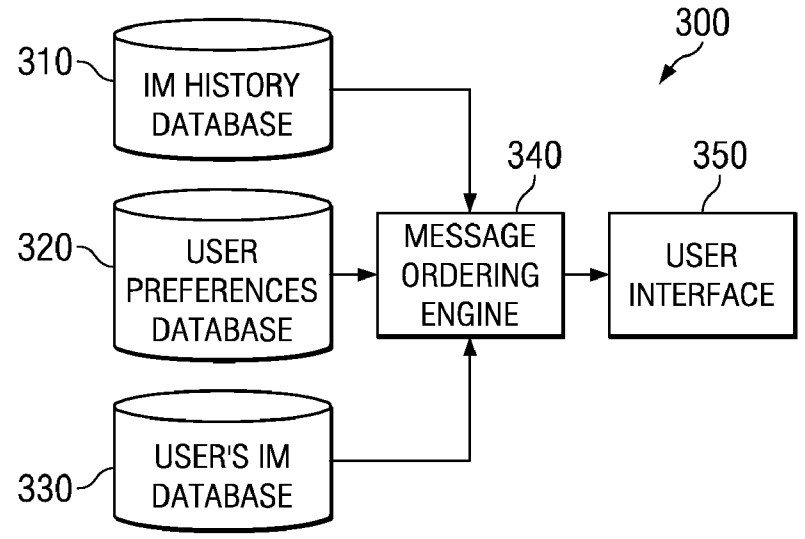 300
310
IM HISTORY
DATABASE
320
USER
PREFERENCES
DATABASE
330
USER'S IM
DATABASE
340
MESSAGE
ORDERING
ENGINE
350
USER
INTERFACE